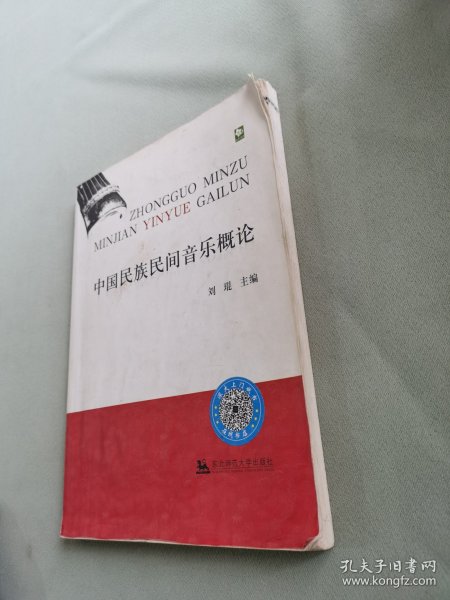 ZHONGGUO MINZU
MINJIAN YINYUE GAILUN
中国民族民间音乐概论
刘 琨 主编
东北师范大学出版社
孔夫子旧书网
www.kongfz.com